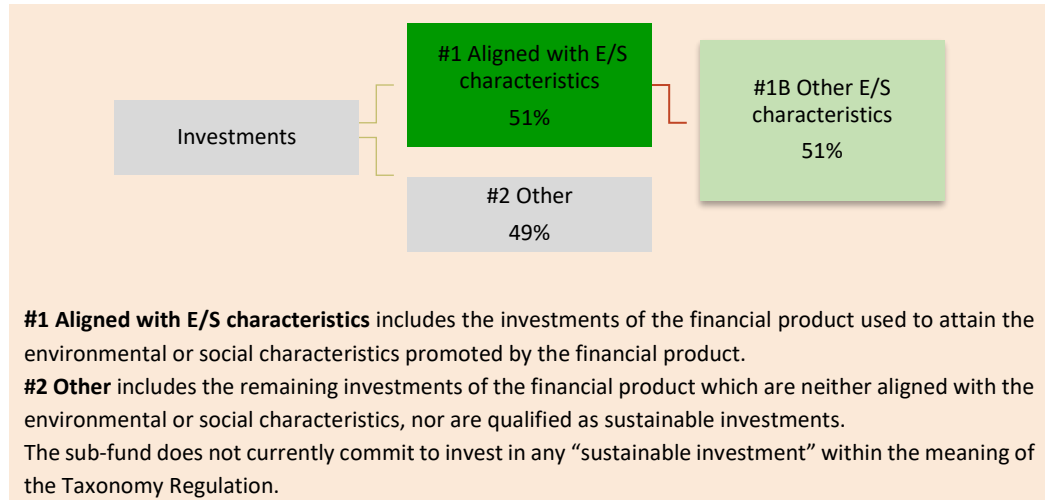 Investments
#1 Aligned with E/S
characteristics
51%
#2 Other
49%
#1B Other E/S
characteristics
51%
#1 Aligned with E/S characteristics includes the investments of the financial product used to attain the
environmental or social characteristics promoted by the financial product.
#2 Other includes the remaining investments of the financial product which are neither aligned with the
environmental or social characteristics, nor are qualified as sustainable investments.
The sub-fund does not currently commit to invest in any “sustainable investment” within the meaning of
the Taxonomy Regulation.